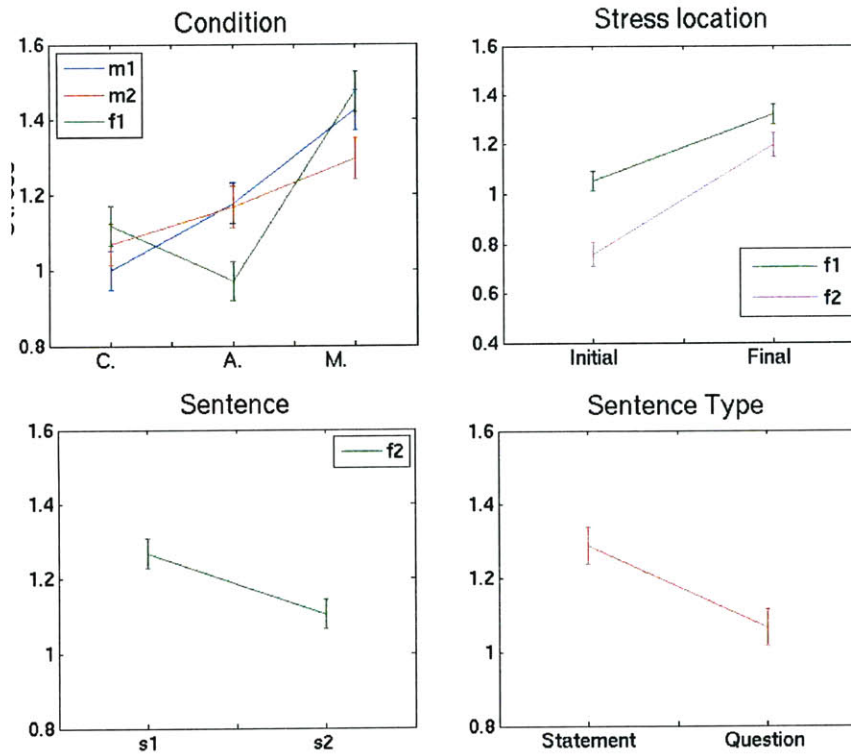 Condition
1.6
1.4
1.2
1
0.8
m1
m2
f1
C. A. M.
Stress location
1.6
1.4
1.2
1
0.8
0.6
0.4
f1
f2
Initial Final
Sentence
1.6
1.4
1.2
1
0.8
f2
s1 s2
Sentence Type
1.6
1.4
1.2
1
0.8
Statement Question